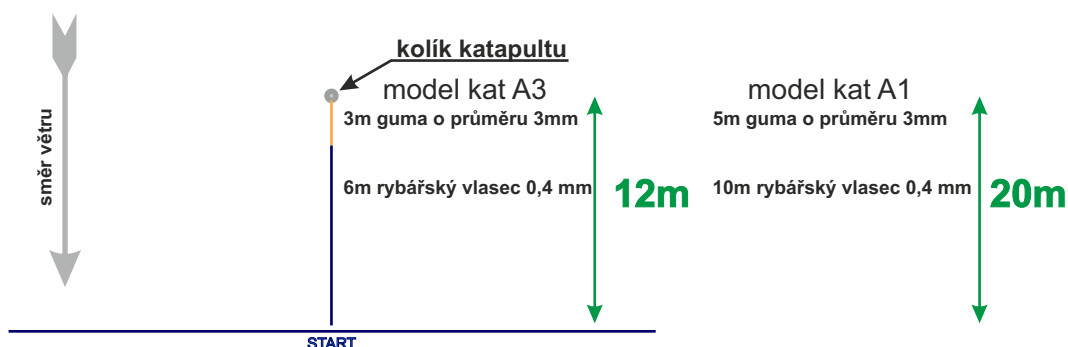 kolík katapultu
model kat A3
3m guma o průměru 3mm
6m rybářský vlasec 0,4 mm
12m
model kat A1
5m guma o průměru 3mm
10m rybářský vlasec 0,4 mm
20m
směr větru
START